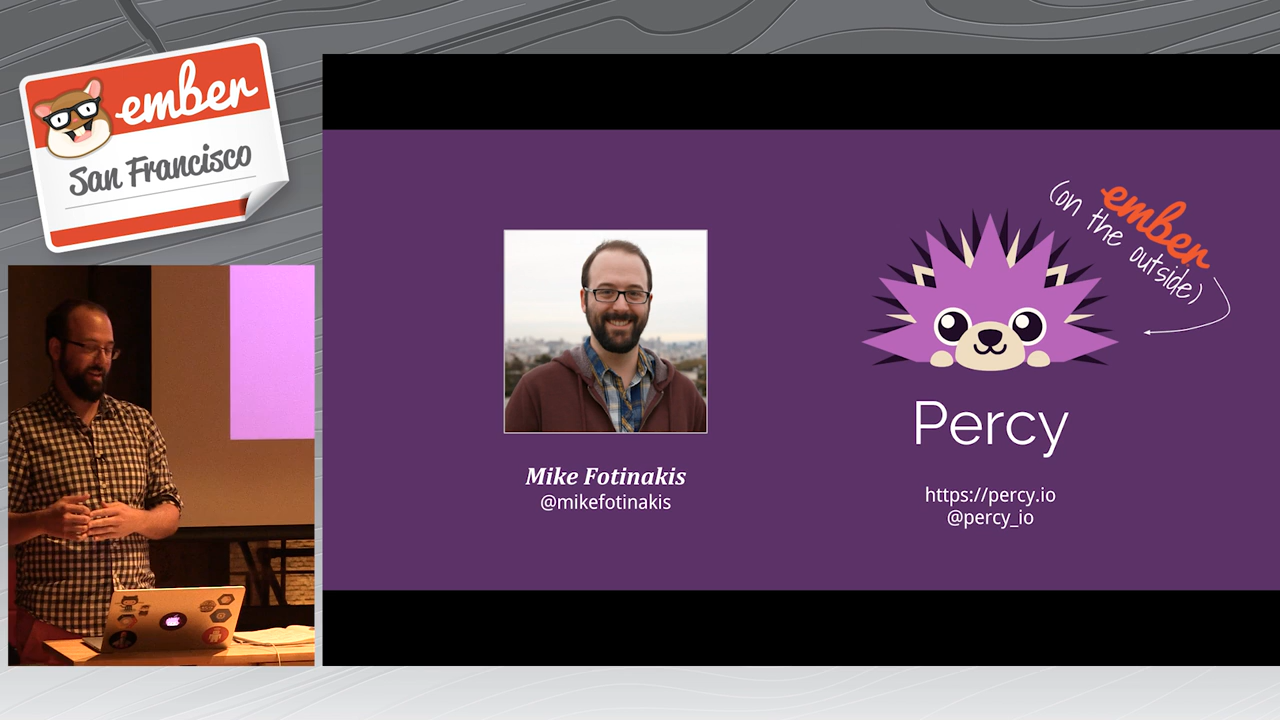 ember
San Francisco
(on the outside)
ember
Mike Fotinakis
@mikefotinakis
Percy
https://percy.io
@percy_io